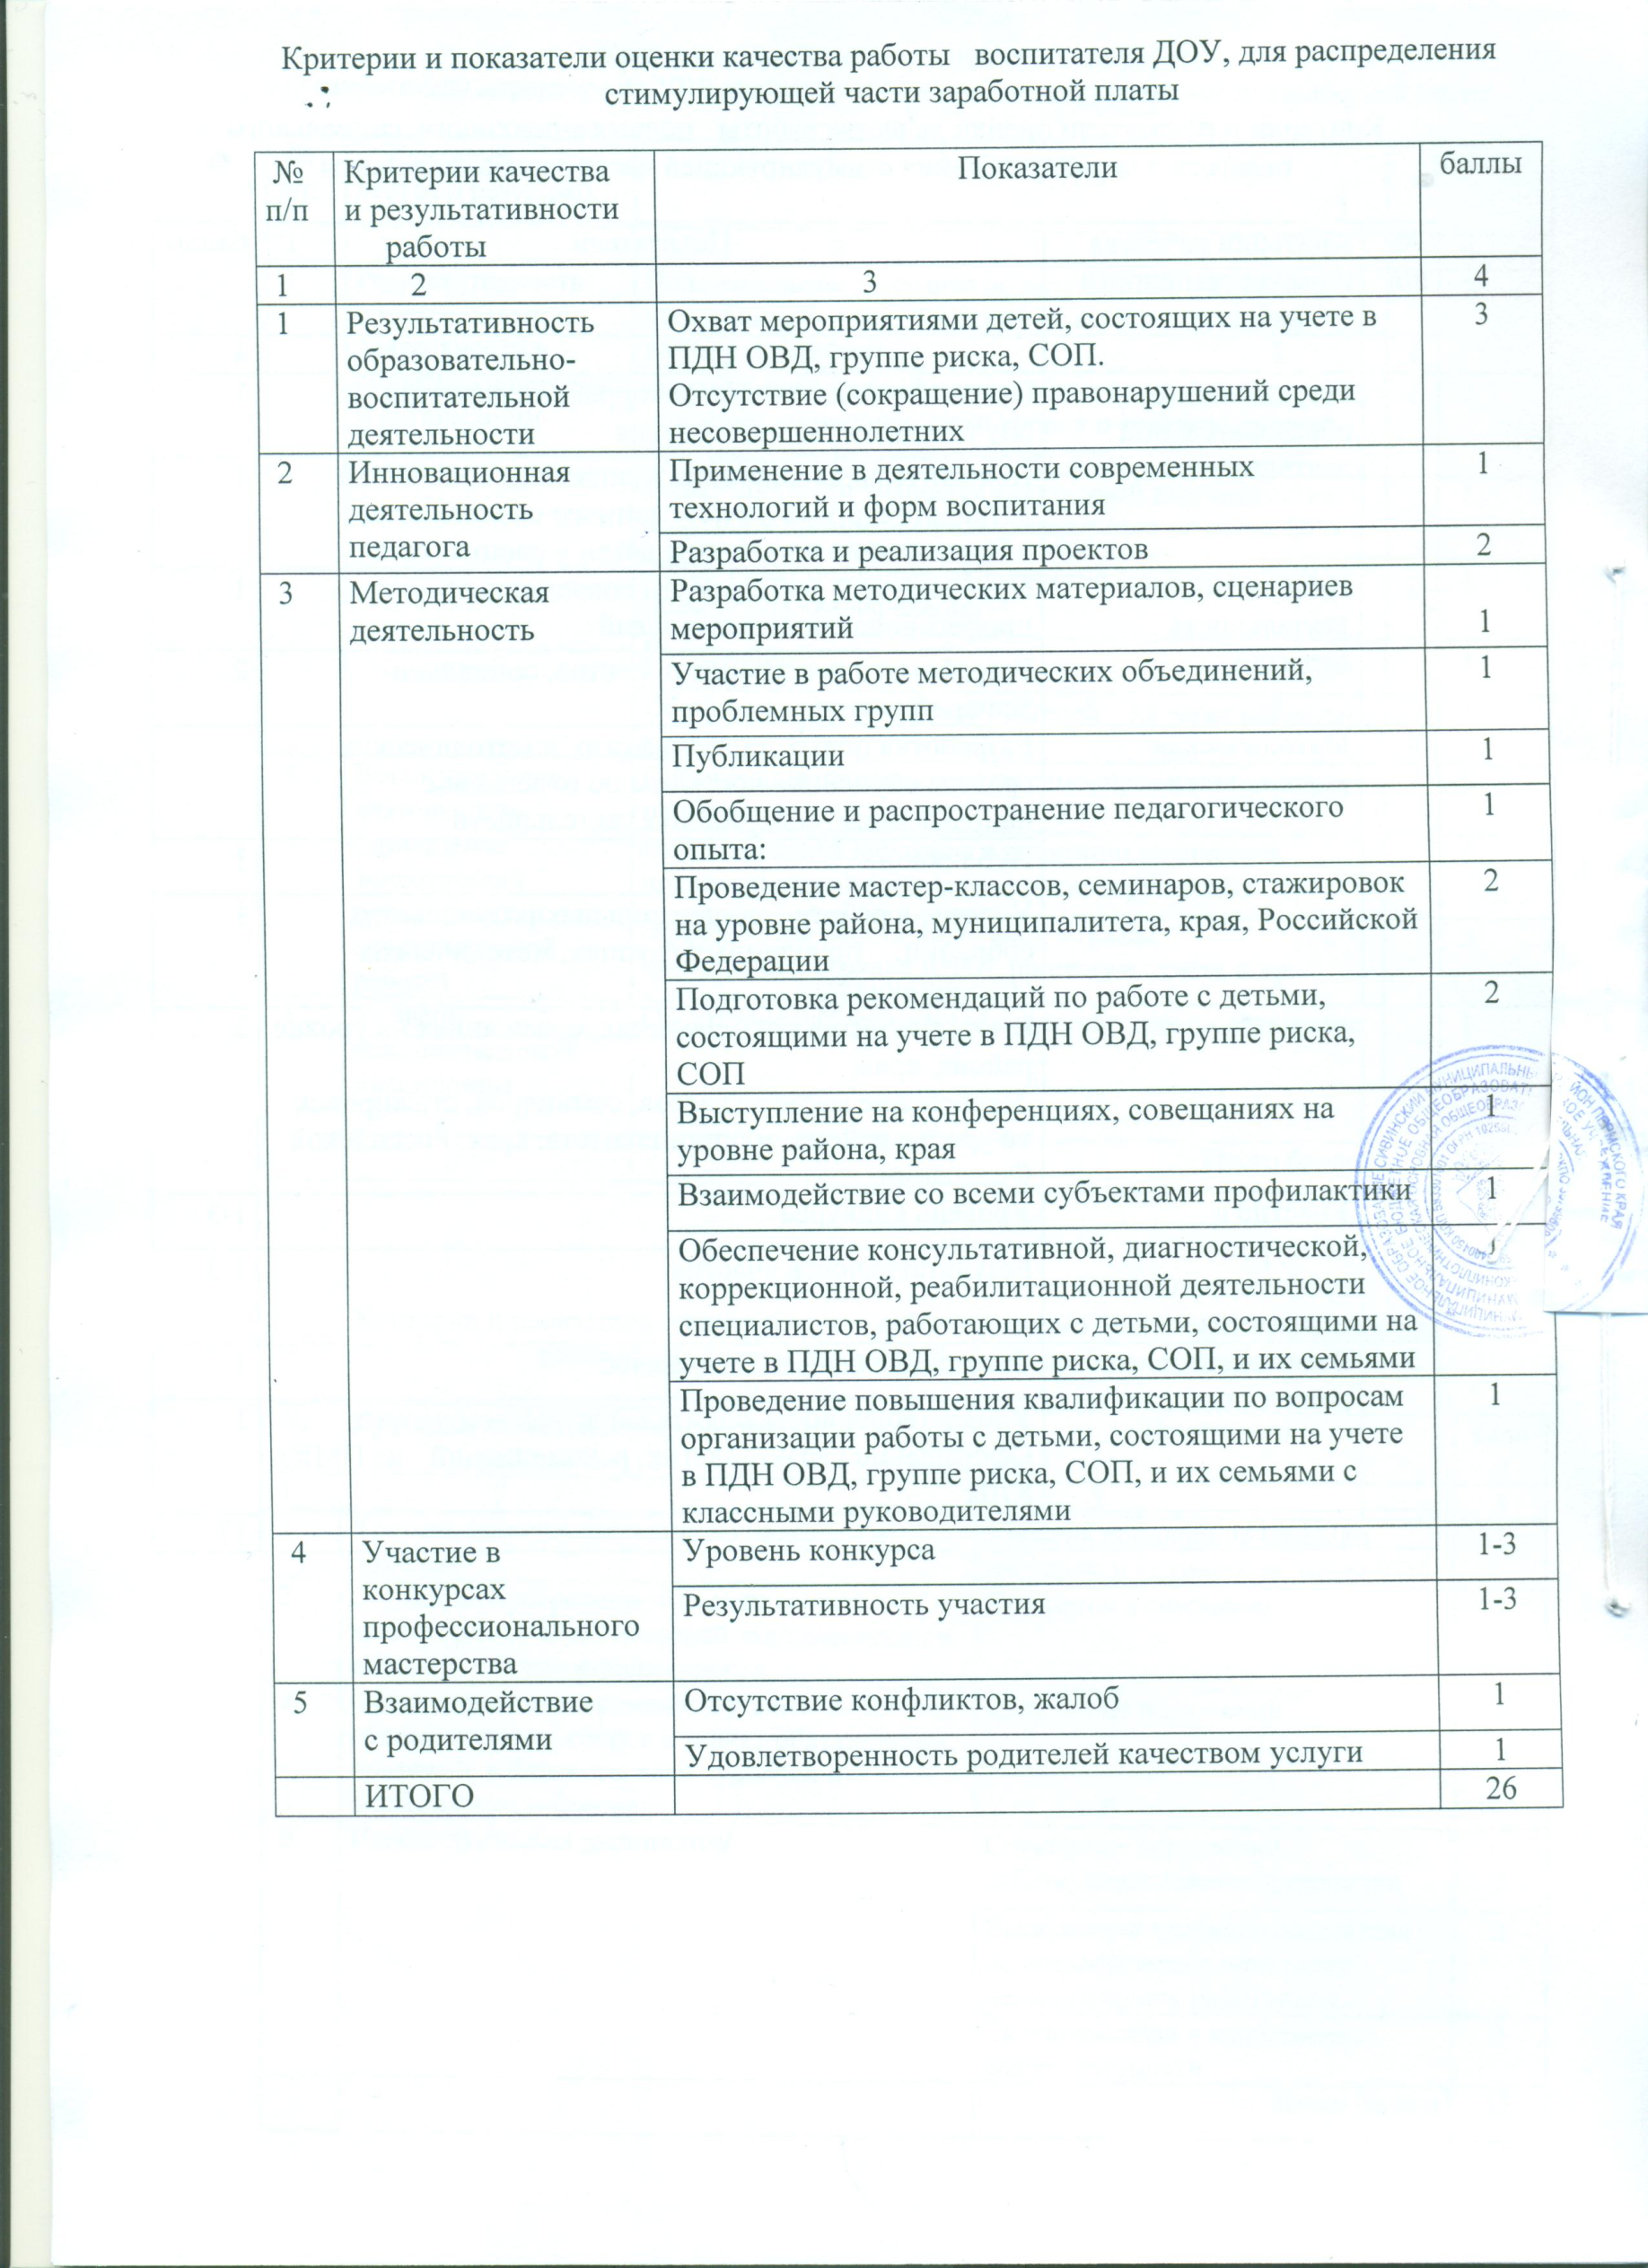 Критерии и показатели оценки качества работы воспитателя ДОУ, для распределения
стимулирующей части заработной платы
№
п/п
Критерии качества
и результативности
работы
Показатели
баллы
1
2
3
4
1
Результативность
образовательно-
воспитательной
деятельности
Охват мероприятиями детей, состоящих на учете в
ПДН ОВД, группе риска, СОП.
Отсутствие (сокращение) правонарушений среди
несовершеннолетних
3
2
Инновационная
деятельность
педагога
Применение в деятельности современных
технологий и форм воспитания
1
Разработка и реализация проектов
2
3
Методическая
деятельность
Разработка методических материалов, сценариев
мероприятий
1
Участие в работе методических объединений,
проблемных групп
1
Публикации
1
Обобщение и распространение педагогического
опыта:
1
Проведение мастер-классов, семинаров, стажировок
на уровне района, муниципалитета, края, Российской
Федерации
2
Подготовка рекомендаций по работе с детьми,
состоящими на учете в ПДН ОВД, группе риска,
СОП
2
Выступление на конференциях, совещаниях на
уровне района, края
1
Взаимодействие со всеми субъектами профилактики
1
Обеспечение консультативной, диагностической,
коррекционной, реабилитационной деятельности
специалистов, работающих с детьми, состоящими на
учете в ПДН ОВД, группе риска, СОП, и их семьями
Проведение повышения квалификации по вопросам
организации работы с детьми, состоящими на учете
в ПДН ОВД, группе риска, СОП, и их семьями с
классными руководителями
1
4
Участие в
конкурсах
профессионального
мастерства
Уровень конкурса
1-3
Результативность участия
1-3
5
Взаимодействие
с родителями
Отсутствие конфликтов, жалоб
1
Удовлетворенность родителей качеством услуги
1
ИТОГО
26
СИВИНСКИЙ МУНИЦИПАЛЬНЫ
ПЕРМСКОГО КРАЯ